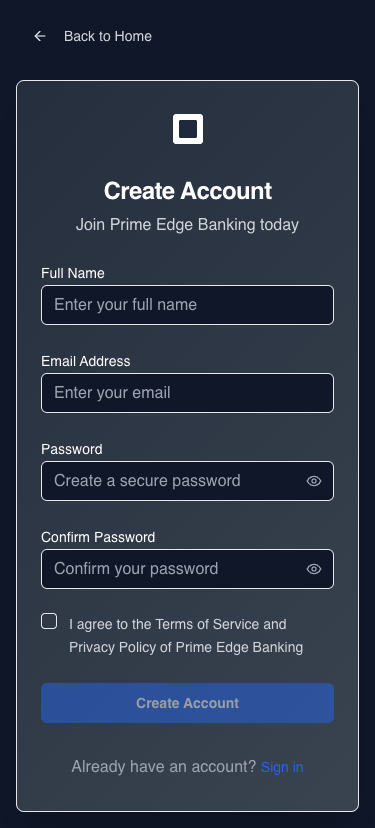 Back to Home
Create Account
Join Prime Edge Banking today
Full Name
Enter your full name
Email Address
Enter your email
Password
Create a secure password
Confirm Password
Confirm your password
I agree to the Terms of Service and
Privacy Policy of Prime Edge Banking
Create Account
Already have an account? Sign in